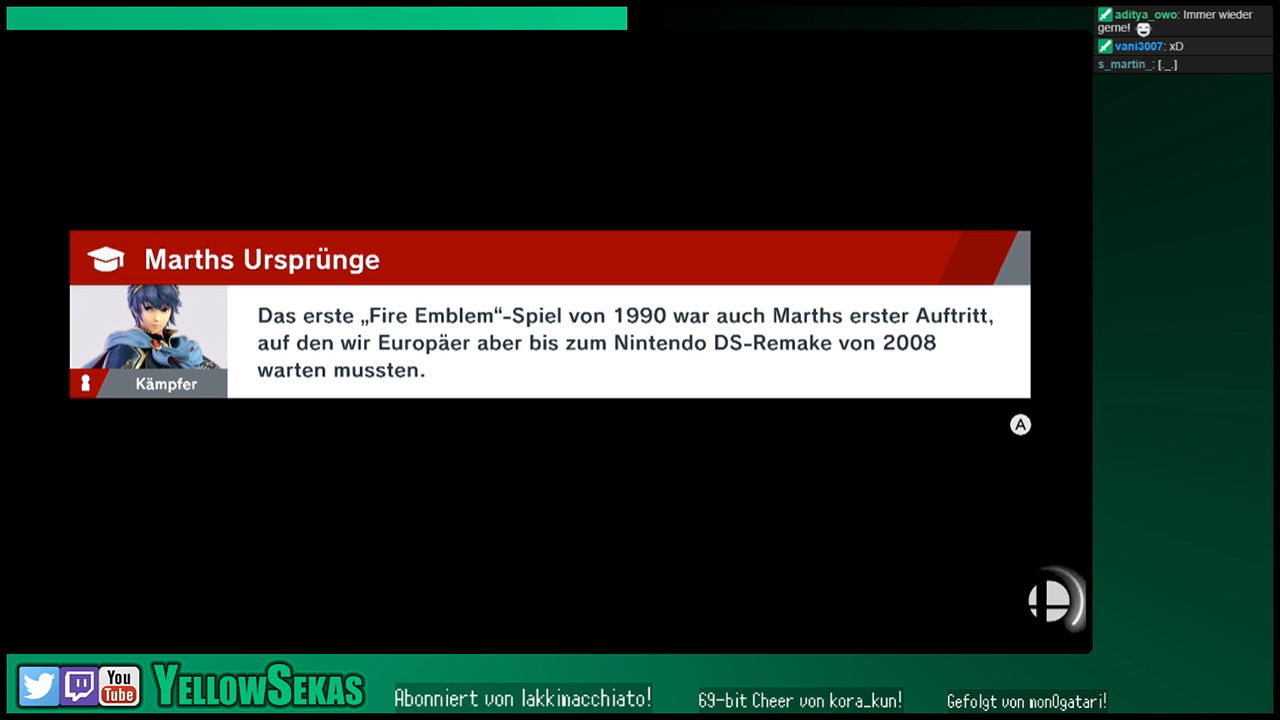 aditya_owo: Immer wieder
gerne!
vani3007: xD
s_martin_: [._.]
Marths Ursprünge
Das erste „Fire Emblem“-Spiel von 1990 war auch Marths erster Auftritt,
auf den wir Europäer aber bis zum Nintendo DS-Remake von 2008
warten mussten.
Kämpfer
A
You
Tube
YellowSekas
Abonniert von lakkimacchiato!
69-bit Cheer von kora_kun!
Gefolgt von mon0gatari!